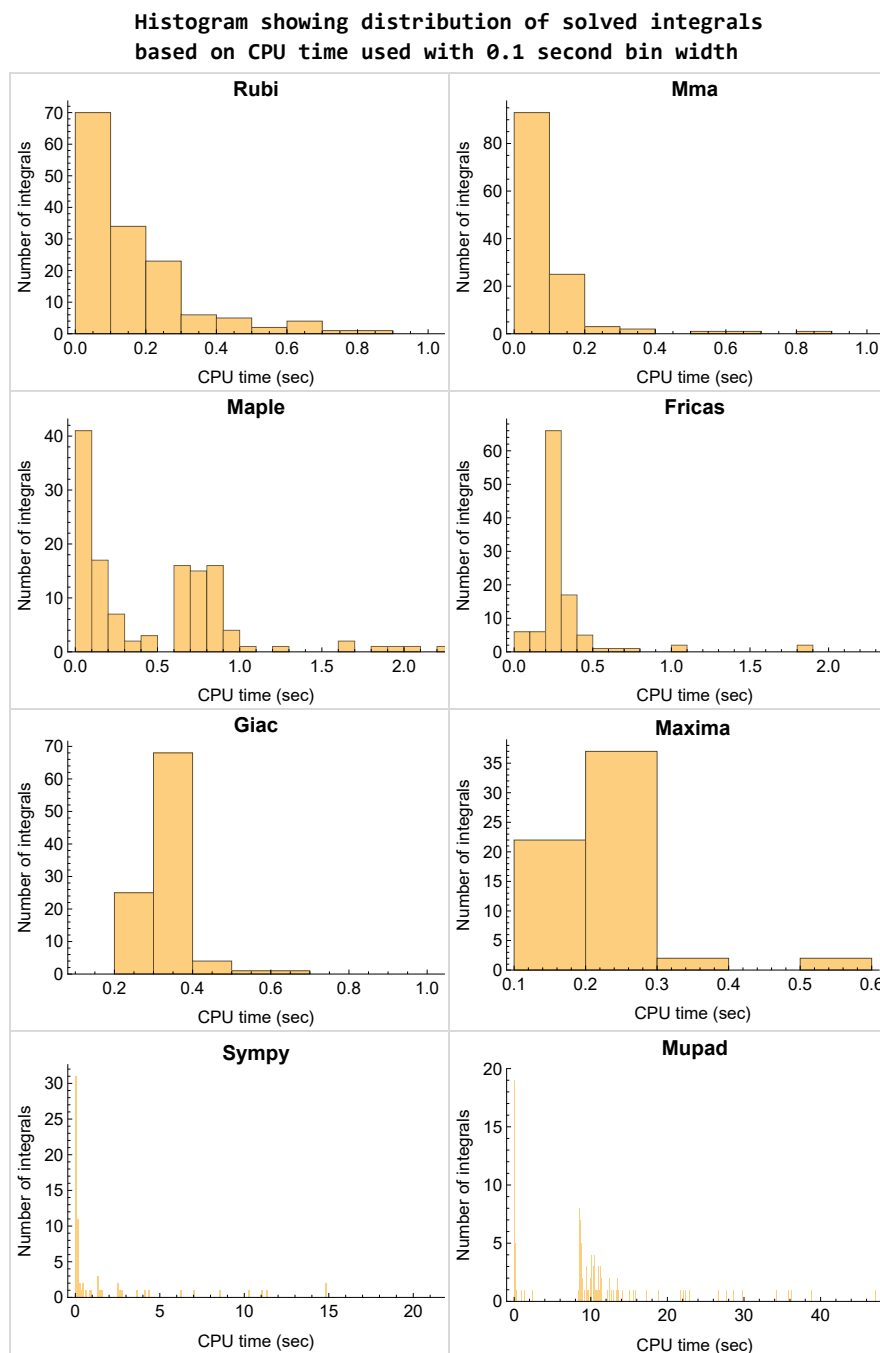 Histogram showing distribution of solved integrals
based on CPU time used with 0.1 second bin width
Rubi
Number of integrals
70
60
50
40
30
20
10
0
0.0 0.2 0.4 0.6 0.8 1.0
CPU time (sec)
Mma
Number of integrals
80
60
40
20
0
0.0 0.2 0.4 0.6 0.8 1.0
CPU time (sec)
Maple
Number of integrals
40
30
20
10
0
0.0 0.5 1.0 1.5 2.0
CPU time (sec)
Fricas
Number of integrals
60
50
40
30
20
10
0
0.0 0.5 1.0 1.5 2.0
CPU time (sec)
Giac
Number of integrals
70
60
50
40
30
20
10
0
0.2 0.4 0.6 0.8 1.0
CPU time (sec)
Maxima
Number of integrals
35
30
25
20
15
10
5
0
0.1 0.2 0.3 0.4 0.5 0.6
CPU time (sec)
Sympy
Number of integrals
30
25
20
15
10
5
0
0 5 10 15 20
CPU time (sec)
Mupad
Number of integrals
20
15
10
5
0
0 10 20 30 40
CPU time (sec)